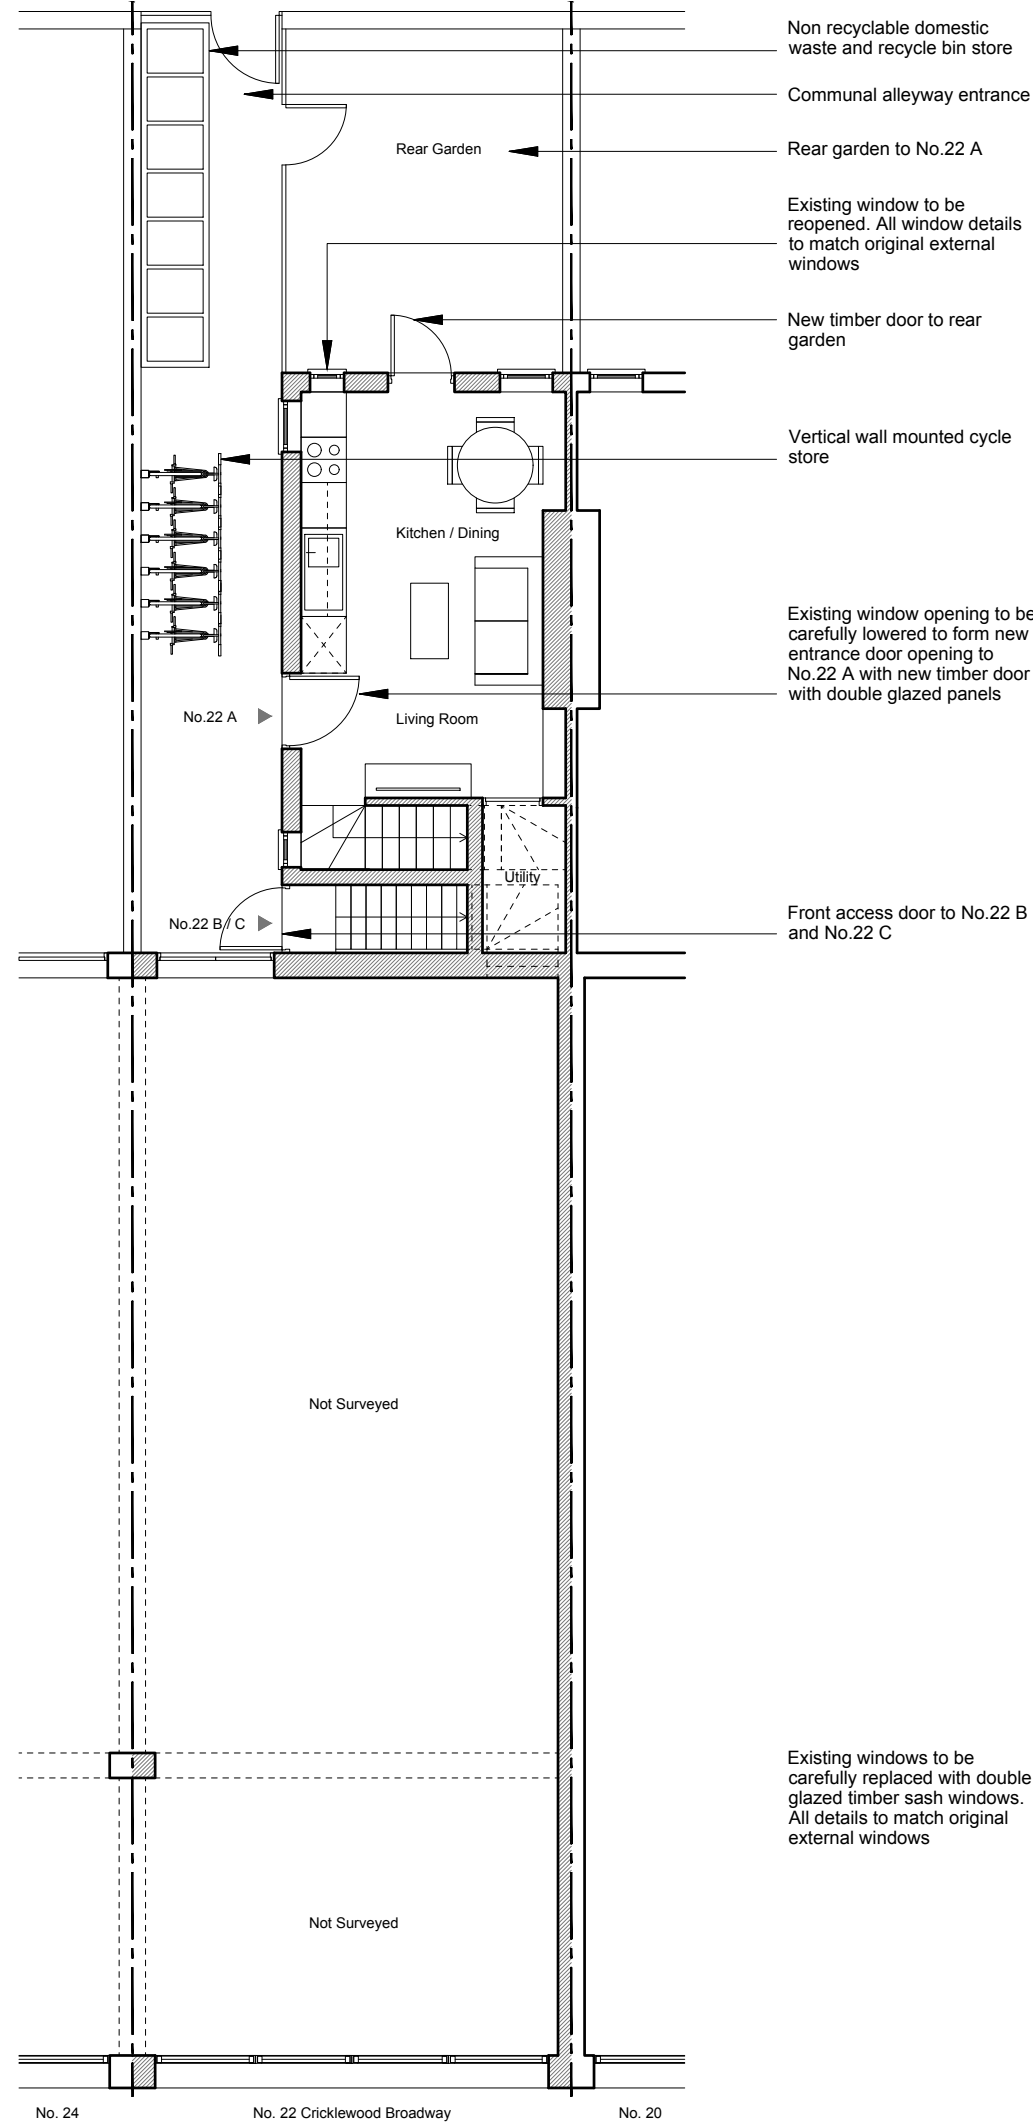 Non recyclable domestic
waste and recycle bin store
Communal alleyway entrance
Rear Garden
Rear garden to No.22 A
Existing window to be
reopened. All window details
to match original external
windows
New timber door to rear
garden
Vertical wall mounted cycle
store
Kitchen / Dining
Existing window opening to be
carefully lowered to form new
entrance door opening to
No.22 A with new timber door
with double glazed panels
No.22 A
Living Room
Utility
No.22 B / C
Front access door to No.22 B
and No.22 C
Not Surveyed
Existing windows to be
carefully replaced with double
glazed timber sash windows.
All details to match original
external windows
Not Surveyed
No. 24
No. 22 Cricklewood Broadway
No. 20